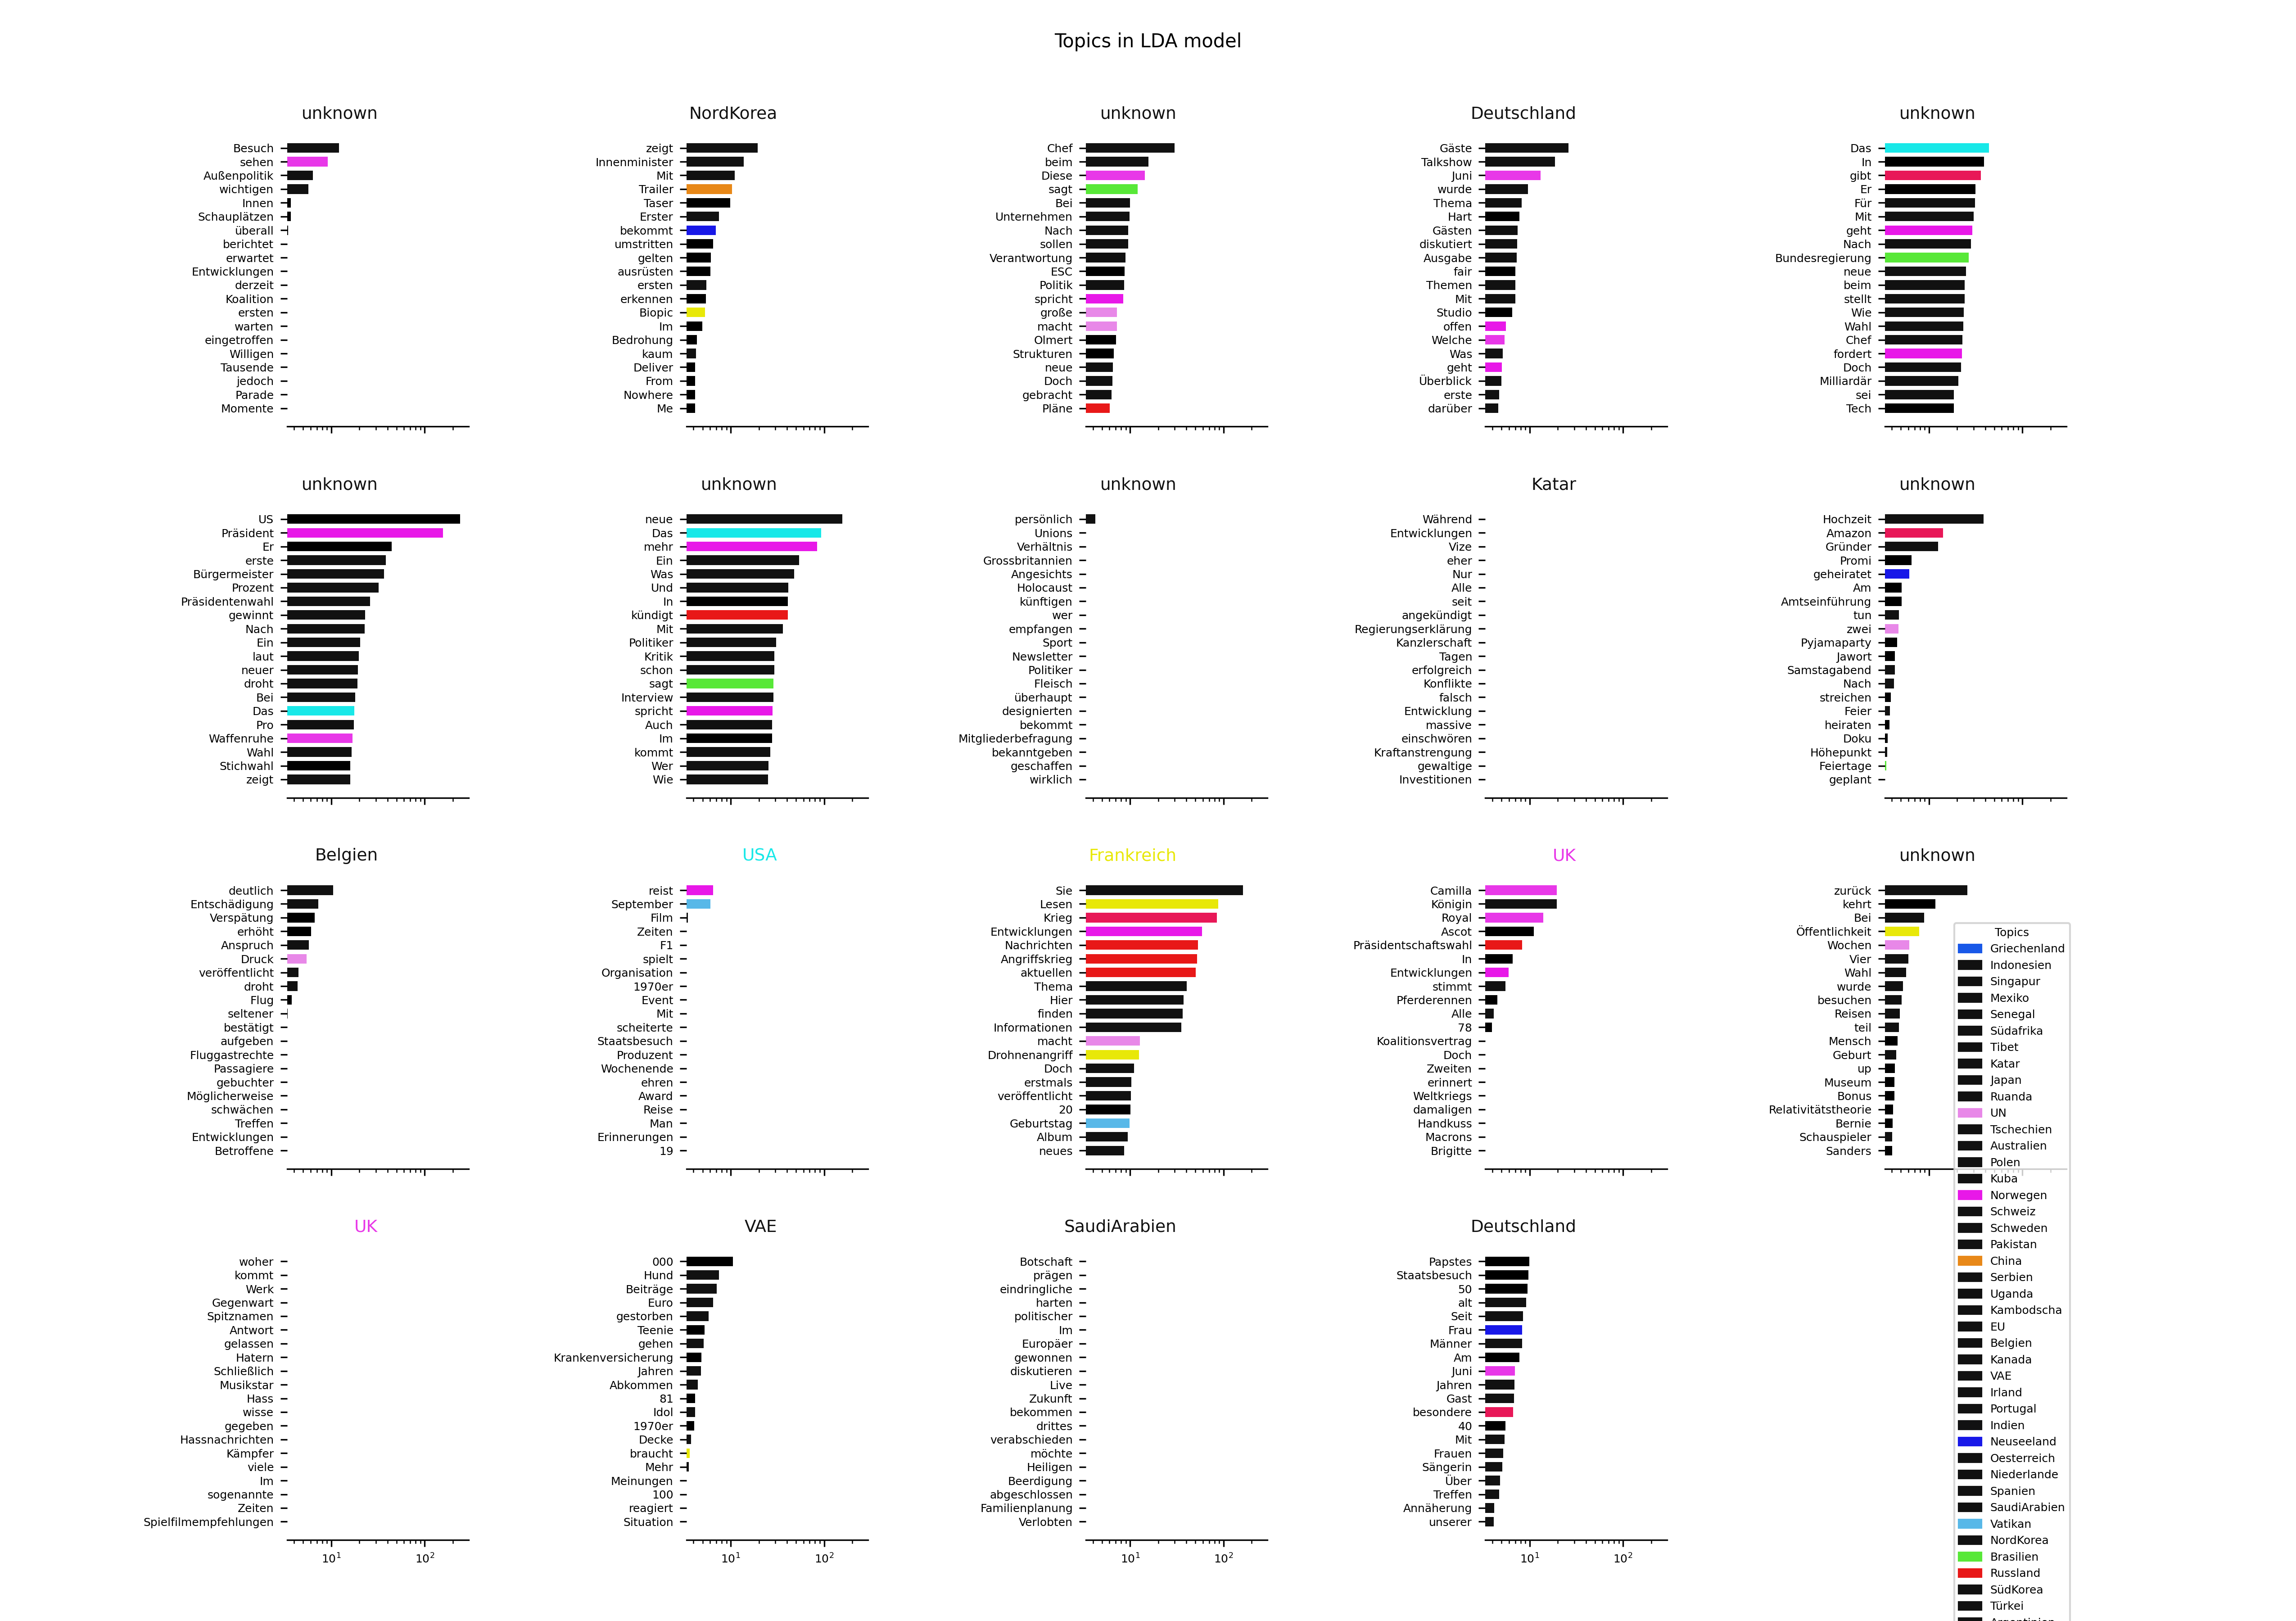 Topics in LDA model
unknown
Besuch
sehen
Außenpolitik
wichtigen
Innen
Schauplätzen
überall
berichtet
erwartet
Entwicklungen
derzeit
Koalition
ersten
warten
eingetroffen
Willigen
Tausende
jedoch
Parade
Momente
NordKorea
zeigt
Innenminister
Mit
Trailer
Taser
Erster
bekommt
umstritten
gelten
ausrüsten
ersten
erkennen
Biopic
Im
Bedrohung
kaum
Deliver
From
Nowhere
Me
unknown
Chef
beim
Diese
sagt
Bei
Unternehmen
Nach
sollen
Verantwortung
ESC
Politik
spricht
große
macht
Olmert
Strukturen
neue
Doch
gebracht
Pläne
Deutschland
Gäste
Talkshow
Juni
wurde
Thema
Hart
Gästen
diskutiert
Ausgabe
fair
Themen
Mit
Studio
offen
Welche
Was
geht
Überblick
erste
darüber
unknown
Das
In
gibt
Er
Für
Mit
geht
Nach
Bundesregierung
neue
beim
stellt
Wie
Wahl
Chef
fordert
Doch
Milliardär
sei
Tech
unknown
US
Präsident
Er
erste
Bürgermeister
Prozent
Präsidentenwahl
gewinnt
Nach
Ein
laut
neuer
droht
Bei
Das
Pro
Waffenruhe
Wahl
Stichwahl
zeigt
unknown
neue
Das
mehr
Ein
Was
Und
In
kündigt
Mit
Politiker
Kritik
schon
sagt
Interview
spricht
Auch
Im
kommt
Wer
Wie
unknown
persönlich
Unions
Verhältnis
Grossbritannien
Angesichts
Holocaust
künftigen
wer
empfangen
Sport
Newsletter
Politiker
Fleisch
überhaupt
designierten
bekommt
Mitgliederbefragung
bekanntgeben
geschaffen
wirklich
Katar
Während
Entwicklungen
Vize
eher
Nur
Alle
seit
angekündigt
Regierungserklärung
Kanzlerschaft
Tagen
erfolgreich
Konflikte
falsch
Entwicklung
massive
einschwören
Kraftanstrengung
gewaltige
Investitionen
unknown
Hochzeit
Amazon
Gründer
Promi
geheiratet
Am
Amtseinführung
tun
zwei
Pyjamaparty
Jawort
Samstagabend
Nach
streichen
Feier
heiraten
Doku
Höhepunkt
Feiertage
geplant
Belgien
deutlich
Entschädigung
Verspätung
erhöht
Anspruch
Druck
veröffentlicht
droht
Flug
seltener
bestätigt
aufgeben
Fluggastrechte
Passagiere
gebuchter
Möglicherweise
schwächen
Treffen
Entwicklungen
Betroffene
USA
reist
September
Film
Zeiten
F1
spielt
Organisation
1970er
Event
Mit
scheiterte
Staatsbesuch
Produzent
Wochenende
ehren
Award
Reise
Man
Erinnerungen
19
Frankreich
Sie
Lesen
Krieg
Entwicklungen
Nachrichten
Angriffskrieg
aktuellen
Thema
Hier
finden
Informationen
macht
Drohnenangriff
Doch
erstmals
veröffentlicht
20
Geburtstag
Album
neues
UK
Camilla
Königin
Royal
Ascot
Präsidentschaftswahl
In
Entwicklungen
stimmt
Pferderennen
Alle
78
Koalitionsvertrag
Doch
Zweiten
erinnert
Weltkriegs
damaligen
Handkuss
Macrons
Brigitte
unknown
zurück
kehrt
Bei
Öffentlichkeit
Wochen
Vier
Wahl
wurde
besuchen
Reisen
teil
Mensch
Geburt
up
Museum
Bonus
Relativitätstheorie
Bernie
Schauspieler
Sanders
UK
woher
kommt
Werk
Gegenwart
Spitznamen
Antwort
gelassen
Hatern
Schließlich
Musikstar
Hass
wisse
gegeben
Hassnachrichten
Kämpfer
viele
Im
sogenannte
Zeiten
Spielfilmempfehlungen
10¹ 10²
VAE
000
Hund
Beiträge
Euro
gestorben
Teenie
gehen
Krankenversicherung
Jahren
Abkommen
81
Idol
1970er
Decke
braucht
Mehr
Meinungen
100
reagiert
Situation
10¹ 10²
SaudiArabien
Botschaft
prägen
eindringliche
harten
politischer
Im
Europäer
gewonnen
diskutieren
Live
Zukunft
bekommen
drittes
verabschieden
möchte
Heiligen
Beerdigung
abgeschlossen
Familienplanung
Verlobten
10¹ 10²
Deutschland
Papstes
Staatsbesuch
50
alt
Seit
Frau
Männer
Am
Juni
Jahren
Gast
besondere
40
Mit
Frauen
Sängerin
Über
Treffen
Annäherung
unserer
10¹ 10²
Topics
Griechenland
Indonesien
Singapur
Mexiko
Senegal
Südafrika
Tibet
Katar
Japan
Ruanda
UN
Tschechien
Australien
Polen
Kuba
Norwegen
Schweiz
Schweden
Pakistan
China
Serbien
Uganda
Kambodscha
EU
Belgien
Kanada
VAE
Irland
Portugal
Indien
Neuseeland
Oesterreich
Niederlande
Spanien
SaudiArabien
Vatikan
NordKorea
Brasilien
Russland
SüdKorea
Türkei